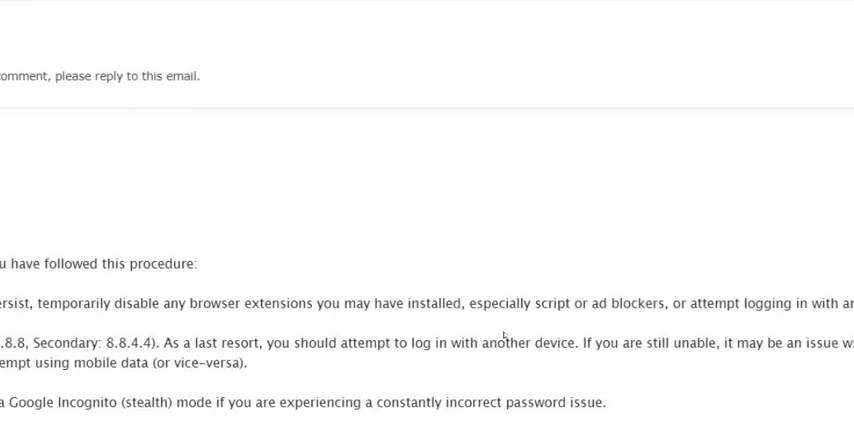 comment, please reply to this email.
u have followed this procedure:
ersist, temporarily disable any browser extensions you may have installed, especially script or ad blockers, or attempt logging in with an
.8.8, Secondary: 8.8.4.4). As a last resort, you should attempt to log in with another device. If you are still unable, it may be an issue wi
empt using mobile data (or vice-versa).
a Google Incognito (stealth) mode if you are experiencing a constantly incorrect password issue.